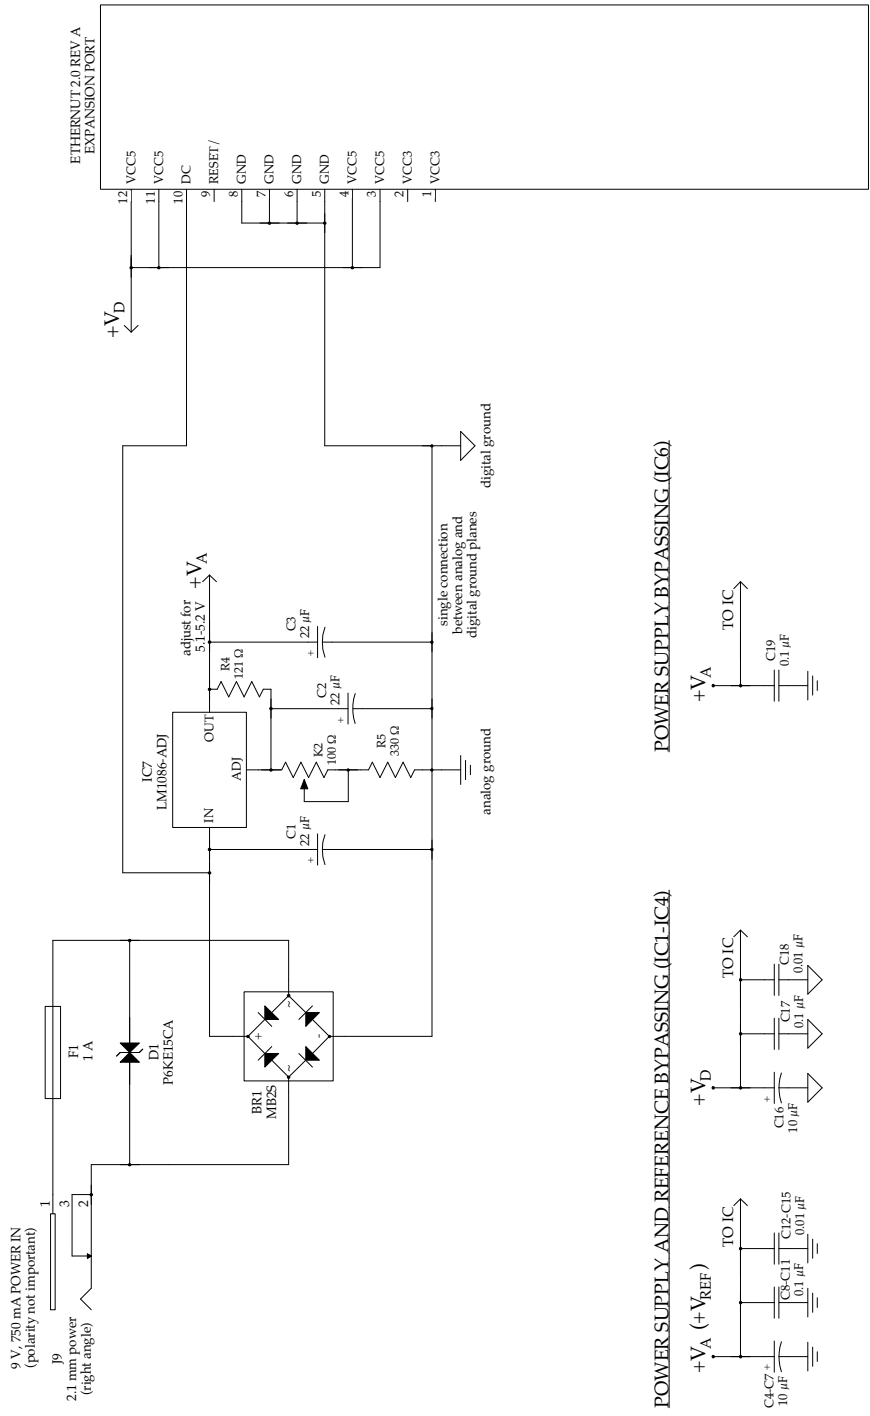 9 V, 750 mA POWER IN
(polarity not important)
J9
2.1 mm power
(right angle)
1
3
2
F1
1 A
D1
P6KE15CA
BR1
MB2S
+
-
~
~
IC7
LM1086-ADJ
IN
OUT
ADJ
C1
22 µF
+
K2
100 Ω
R5
330 Ω
R4
121 Ω
C2
22 µF
+
C3
22 µF
+
adjust for
5.1-5.2 V
+VA
analog ground
single connection
between analog and
digital ground planes
digital ground
+VD
ETHERNUT 2.0 REV A
EXPANSION PORT
12 VCC5
11 VCC5
10 DC
9 RESET/
8 GND
7 GND
6 GND
5 GND
4 VCC5
3 VCC5
2 VCC3
1 VCC3
POWER SUPPLY AND REFERENCE BYPASSING (IC1-IC4)
+VA (+VREF)
TO IC
C4-C7 +
10 µF
C8-C11
0.1 µF
C12-C15
0.01 µF
+VD
TO IC
+
C16
10 µF
C17
0.1 µF
C18
0.01 µF
POWER SUPPLY BYPASSING (IC6)
+VA
TO IC
C19
0.1 µF